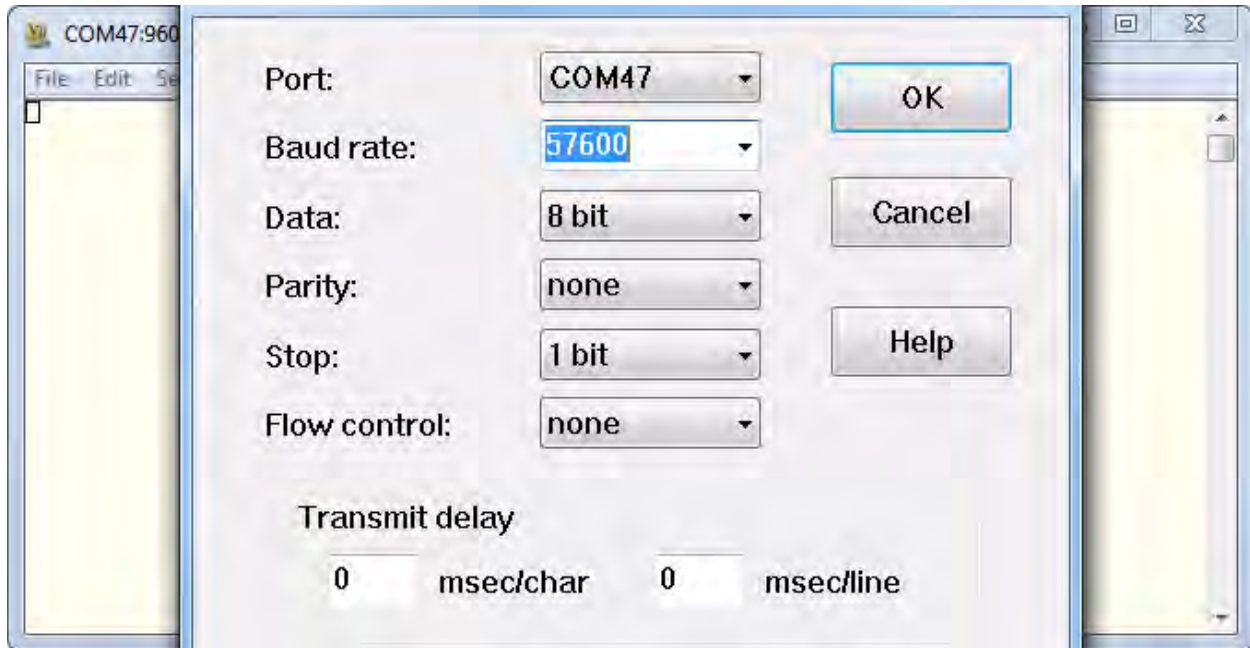 COM47:960
File Edit Se
Port: COM47
OK
Baud rate: 57600
Data: 8 bit
Cancel
Parity: none
Stop: 1 bit
Help
Flow control: none
Transmit delay
0 msec/char 0 msec/line